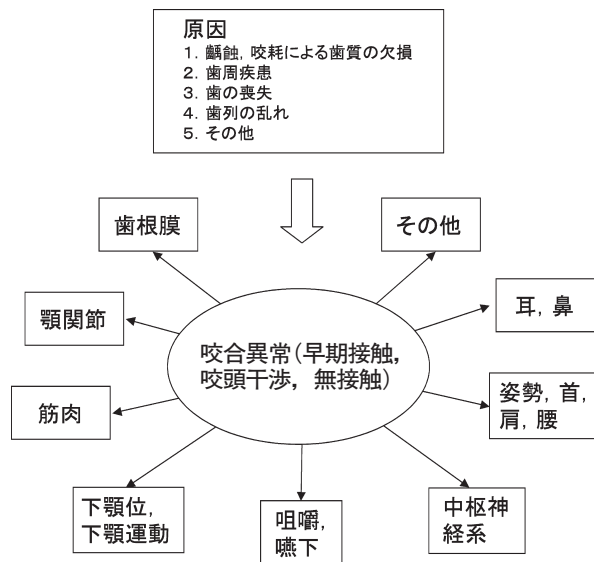 原因
1. 齲蝕, 咬耗による歯質の欠損
2. 歯周疾患
3. 歯の喪失
4. 歯列の乱れ
5. その他
歯根膜
その他
顎関節
耳, 鼻
咬合異常(早期接触,
咬頭干渉, 無接触)
筋肉
姿勢, 首,
肩, 腰
下顎位,
下顎運動
咀嚼,
嚥下
中枢神
経系